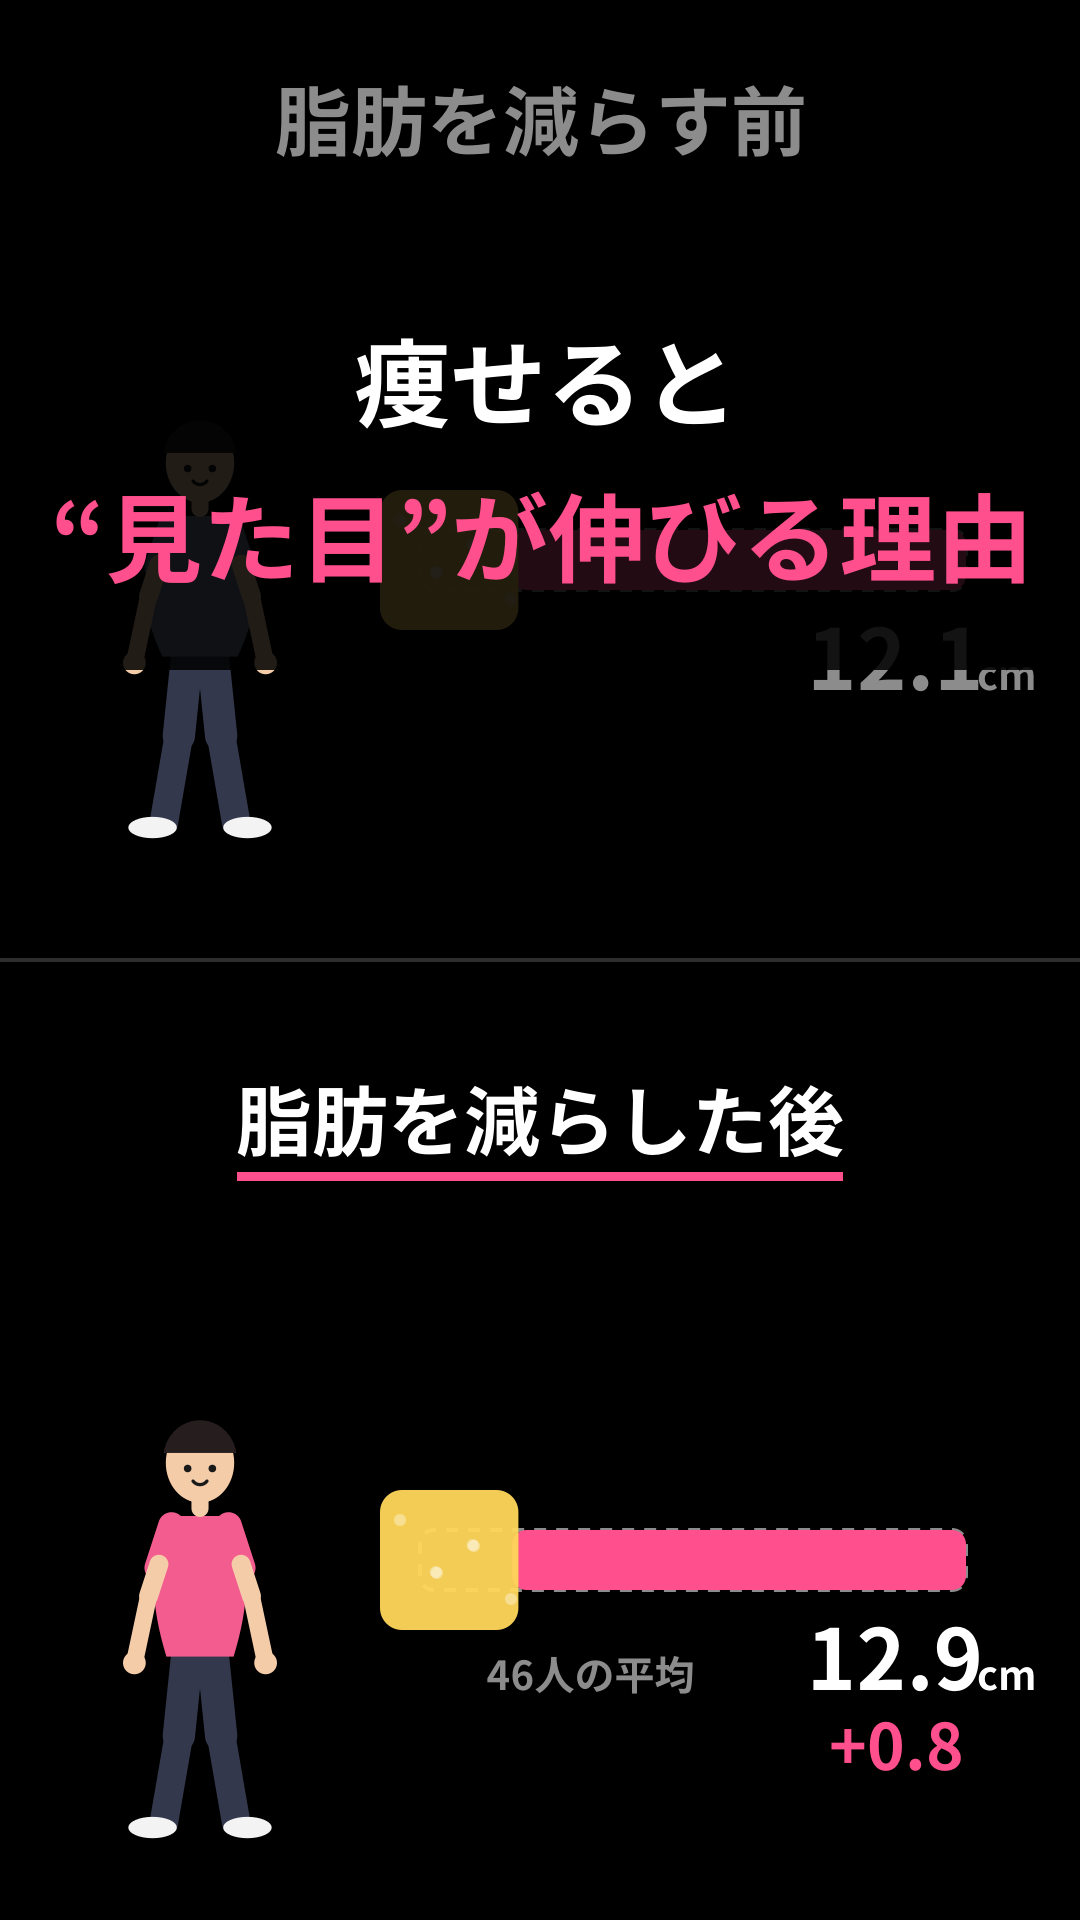 脂肪を減らす前
痩せると
“見た目”が伸びる理由
12.1cm
脂肪を減らした後
46人の平均
12.9cm
+0.8